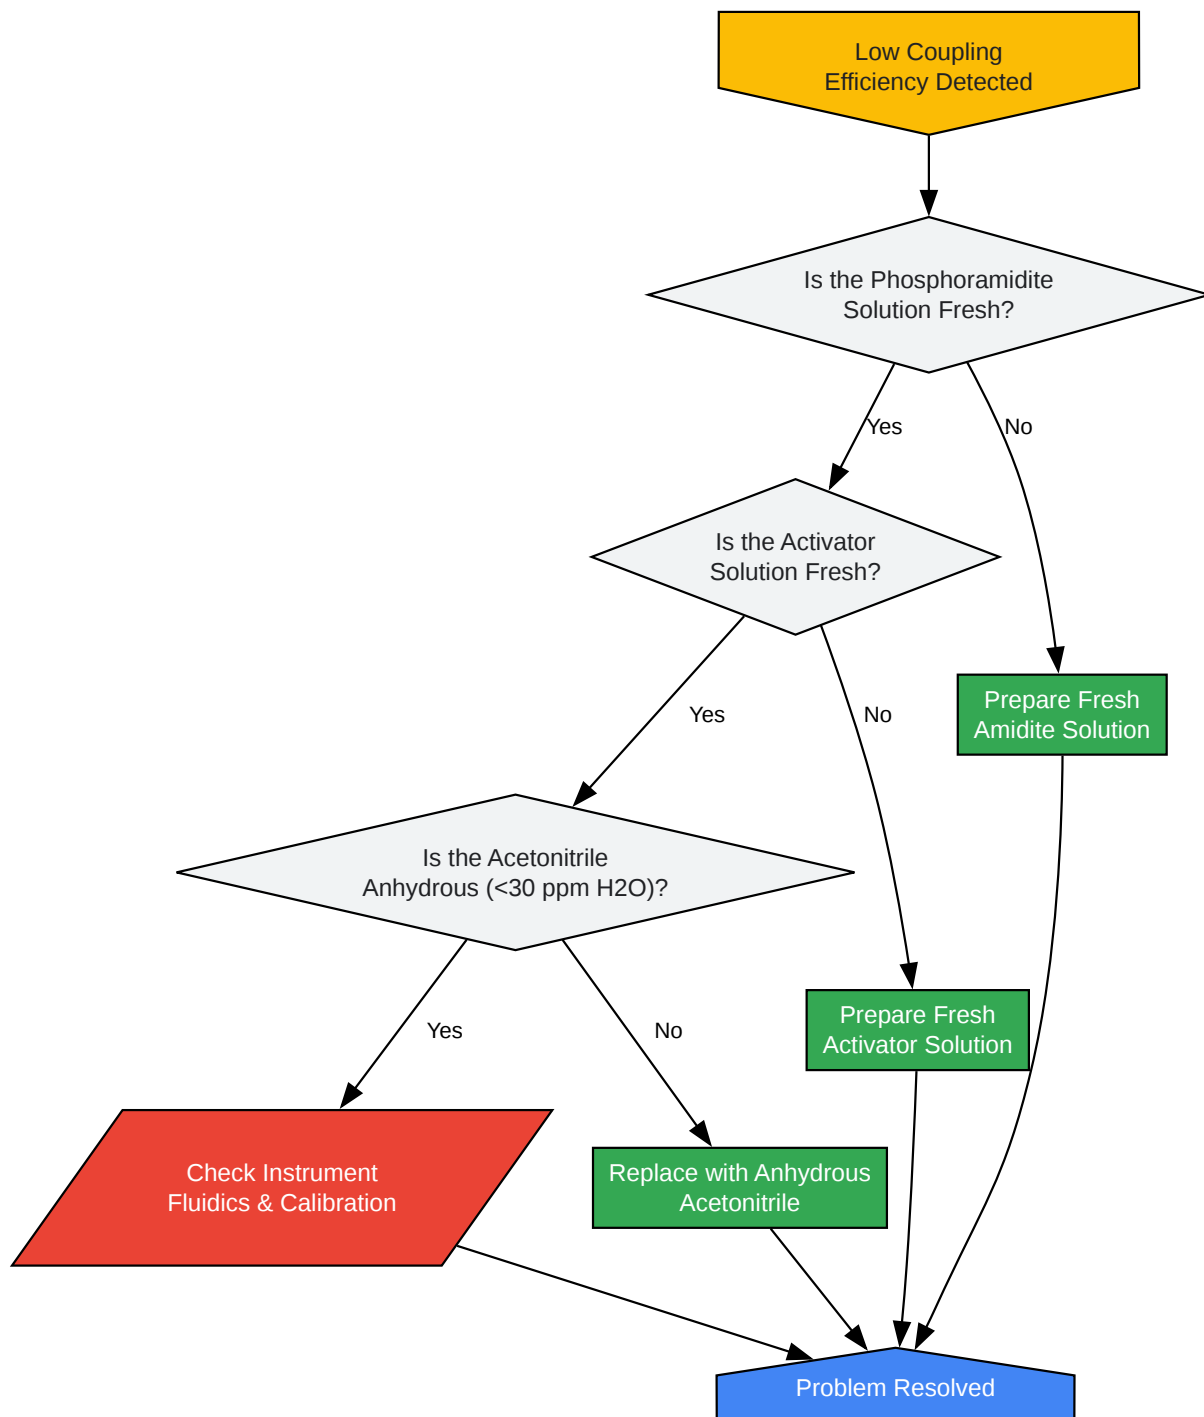 Low Coupling
Efficiency Detected
Is the Phosphoramidite
Solution Fresh?
Yes
No
Is the Activator
Solution Fresh?
Yes
No
Prepare Fresh
Amidite Solution
Is the Acetonitrile
Anhydrous (<30 ppm H2O)?
Yes
No
Prepare Fresh
Activator Solution
Check Instrument
Fluidics & Calibration
Replace with Anhydrous
Acetonitrile
Problem Resolved